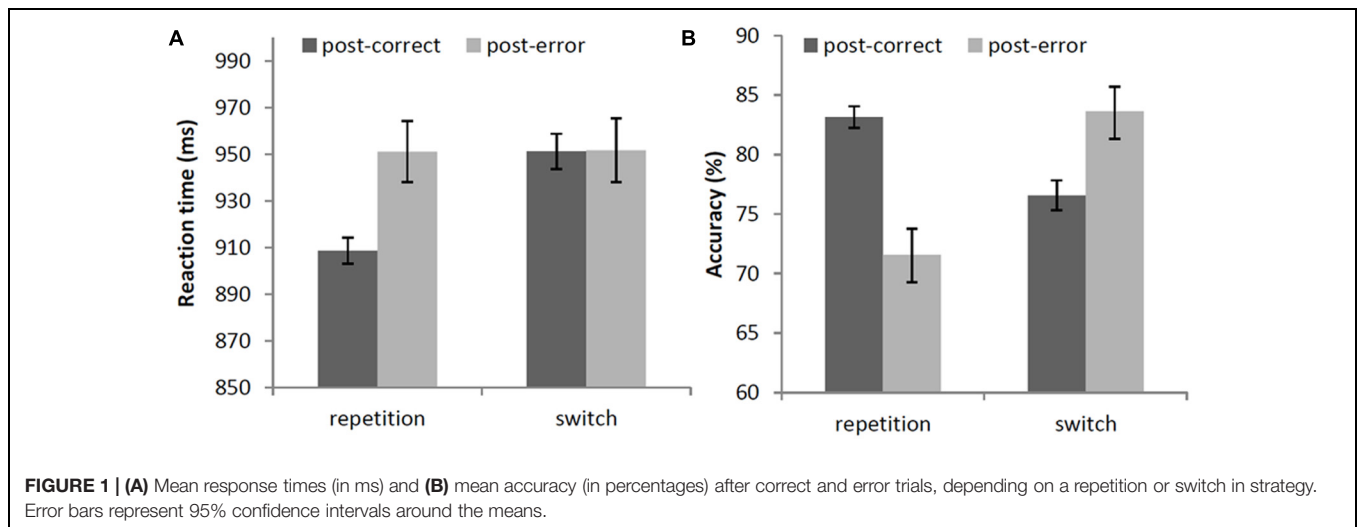 A
post-correct
post-error
990
970
950
930
910
890
870
850
Reaction time (ms)
repetition
switch
B
post-correct
post-error
90
85
80
75
70
65
60
Accuracy (%)
repetition
switch
FIGURE 1 | (A) Mean response times (in ms) and (B) mean accuracy (in percentages) after correct and error trials, depending on a repetition or switch in strategy.
Error bars represent 95% confidence intervals around the means.